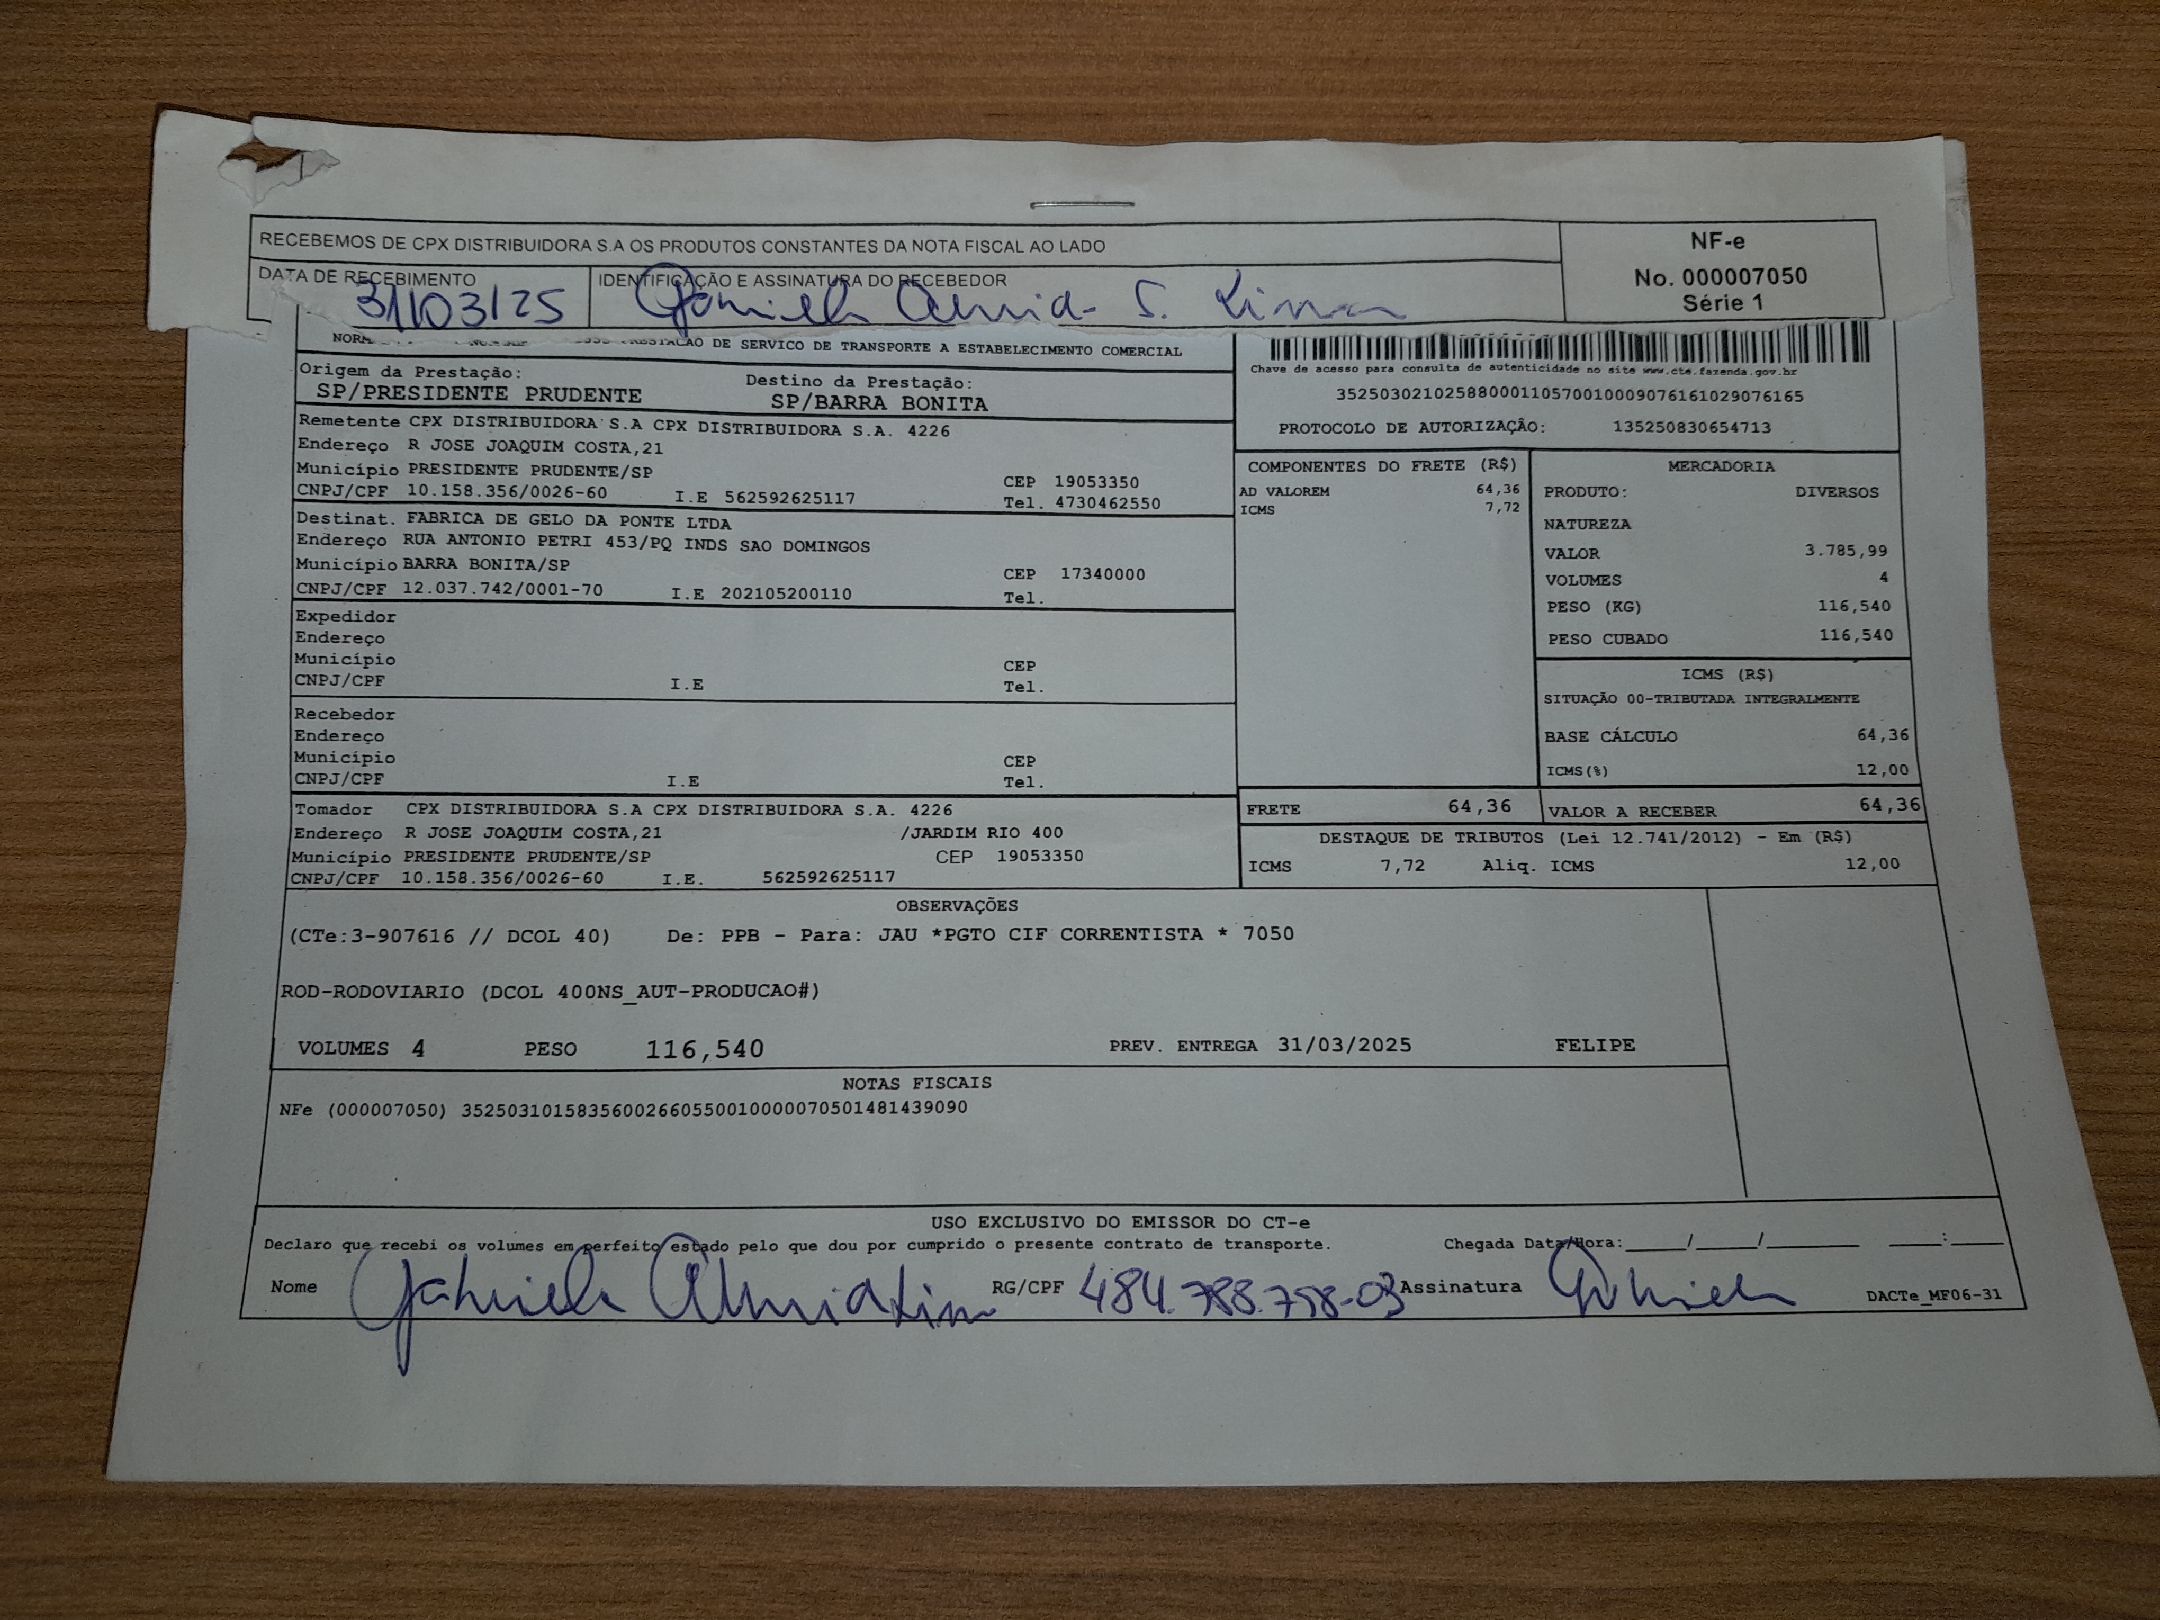 RECEBEMOS DE CPX DISTRIBUIDORA S.A OS PRODUTOS CONSTANTES DA NOTA FISCAL AO LADO
NF-e
No. 000007050
Série 1
DATA DE RECEBIMENTO
31/03/25
IDENTIFICAÇÃO E ASSINATURA DO RECEBEDOR
Gabriela Almeida S. Lima
DE SERVICO DE TRANSPORTE A ESTABELECIMENTO COMERCIAL
Origem da Prestação:
SP/PRESIDENTE PRUDENTE
Destino da Prestação:
SP/BARRA BONITA
Chave de acesso para consulta de autenticidade no site www.cte.fazenda.gov.br
35250302102588000110570010009076161029076165
PROTOCOLO DE AUTORIZAÇÃO: 135250830654713
Remetente CPX DISTRIBUIDORA S.A CPX DISTRIBUIDORA S.A. 4226
Endereço R JOSE JOAQUIM COSTA,21
Município PRESIDENTE PRUDENTE/SP CEP 19053350
CNPJ/CPF 10.158.356/0026-60 I.E 562592625117 Tel. 4730462550
Destinat. FABRICA DE GELO DA PONTE LTDA
Endereço RUA ANTONIO PETRI 453/PQ INDS SAO DOMINGOS
Município BARRA BONITA/SP CEP 17340000
CNPJ/CPF 12.037.742/0001-70 I.E 202105200110 Tel.
Expedidor
Endereço
Município CEP
CNPJ/CPF I.E Tel.
Recebedor
Endereço
Município CEP
CNPJ/CPF I.E Tel.
Tomador CPX DISTRIBUIDORA S.A CPX DISTRIBUIDORA S.A. 4226
Endereço R JOSE JOAQUIM COSTA,21 /JARDIM RIO 400
Município PRESIDENTE PRUDENTE/SP CEP 19053350
CNPJ/CPF 10.158.356/0026-60 I.E. 562592625117
COMPONENTES DO FRETE (R$)
AD VALOREM 64,36
ICMS 7,72
MERCADORIA
PRODUTO: DIVERSOS
NATUREZA
VALOR 3.785,99
VOLUMES 4
PESO (KG) 116,540
PESO CUBADO 116,540
ICMS (R$)
SITUAÇÃO 00-TRIBUTADA INTEGRALMENTE
BASE CÁLCULO 64,36
ICMS(%) 12,00
FRETE 64,36 VALOR A RECEBER 64,36
DESTAQUE DE TRIBUTOS (Lei 12.741/2012) - Em (R$)
ICMS 7,72 Aliq. ICMS 12,00
OBSERVAÇÕES
(CTe:3-907616 // DCOL 40) De: PPB - Para: JAU *PGTO CIF CORRENTISTA * 7050
ROD-RODOVIARIO (DCOL 400NS_AUT-PRODUCAO#)
VOLUMES 4 PESO 116,540 PREV. ENTREGA 31/03/2025 FELIPE
NOTAS FISCAIS
NFe (000007050) 35250310158356002660550010000070501481439090
USO EXCLUSIVO DO EMISSOR DO CT-e
Declaro que recebi os volumes em perfeito estado pelo que dou por cumprido o presente contrato de transporte. Chegada Data/Hora:____/____/______ ___:____
Nome Gabriela Almeida Lima RG/CPF 484.788.758-03 Assinatura Gabriela DACTe_MF06-31